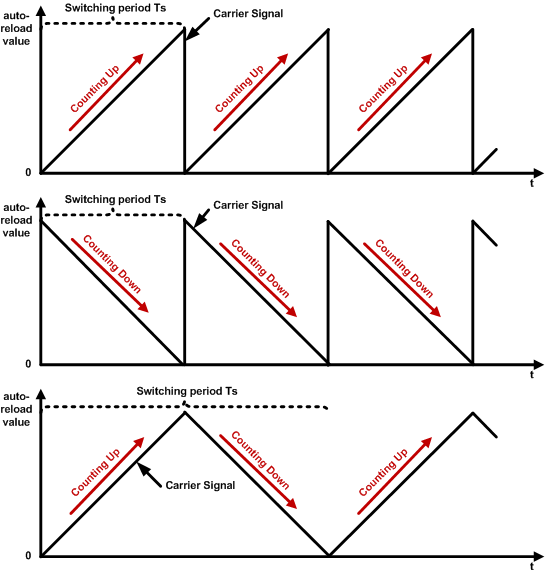 Switching period Ts
auto-
reload
value
Carrier Signal
Counting Up
Counting Up
Counting Up
0
t
Switching period Ts
auto-
reload
value
Carrier Signal
Counting Down
Counting Down
Counting Down
0
t
Switching period Ts
auto-
reload
value
Counting Up
Counting Down
Counting Up
Carrier Signal
0
t